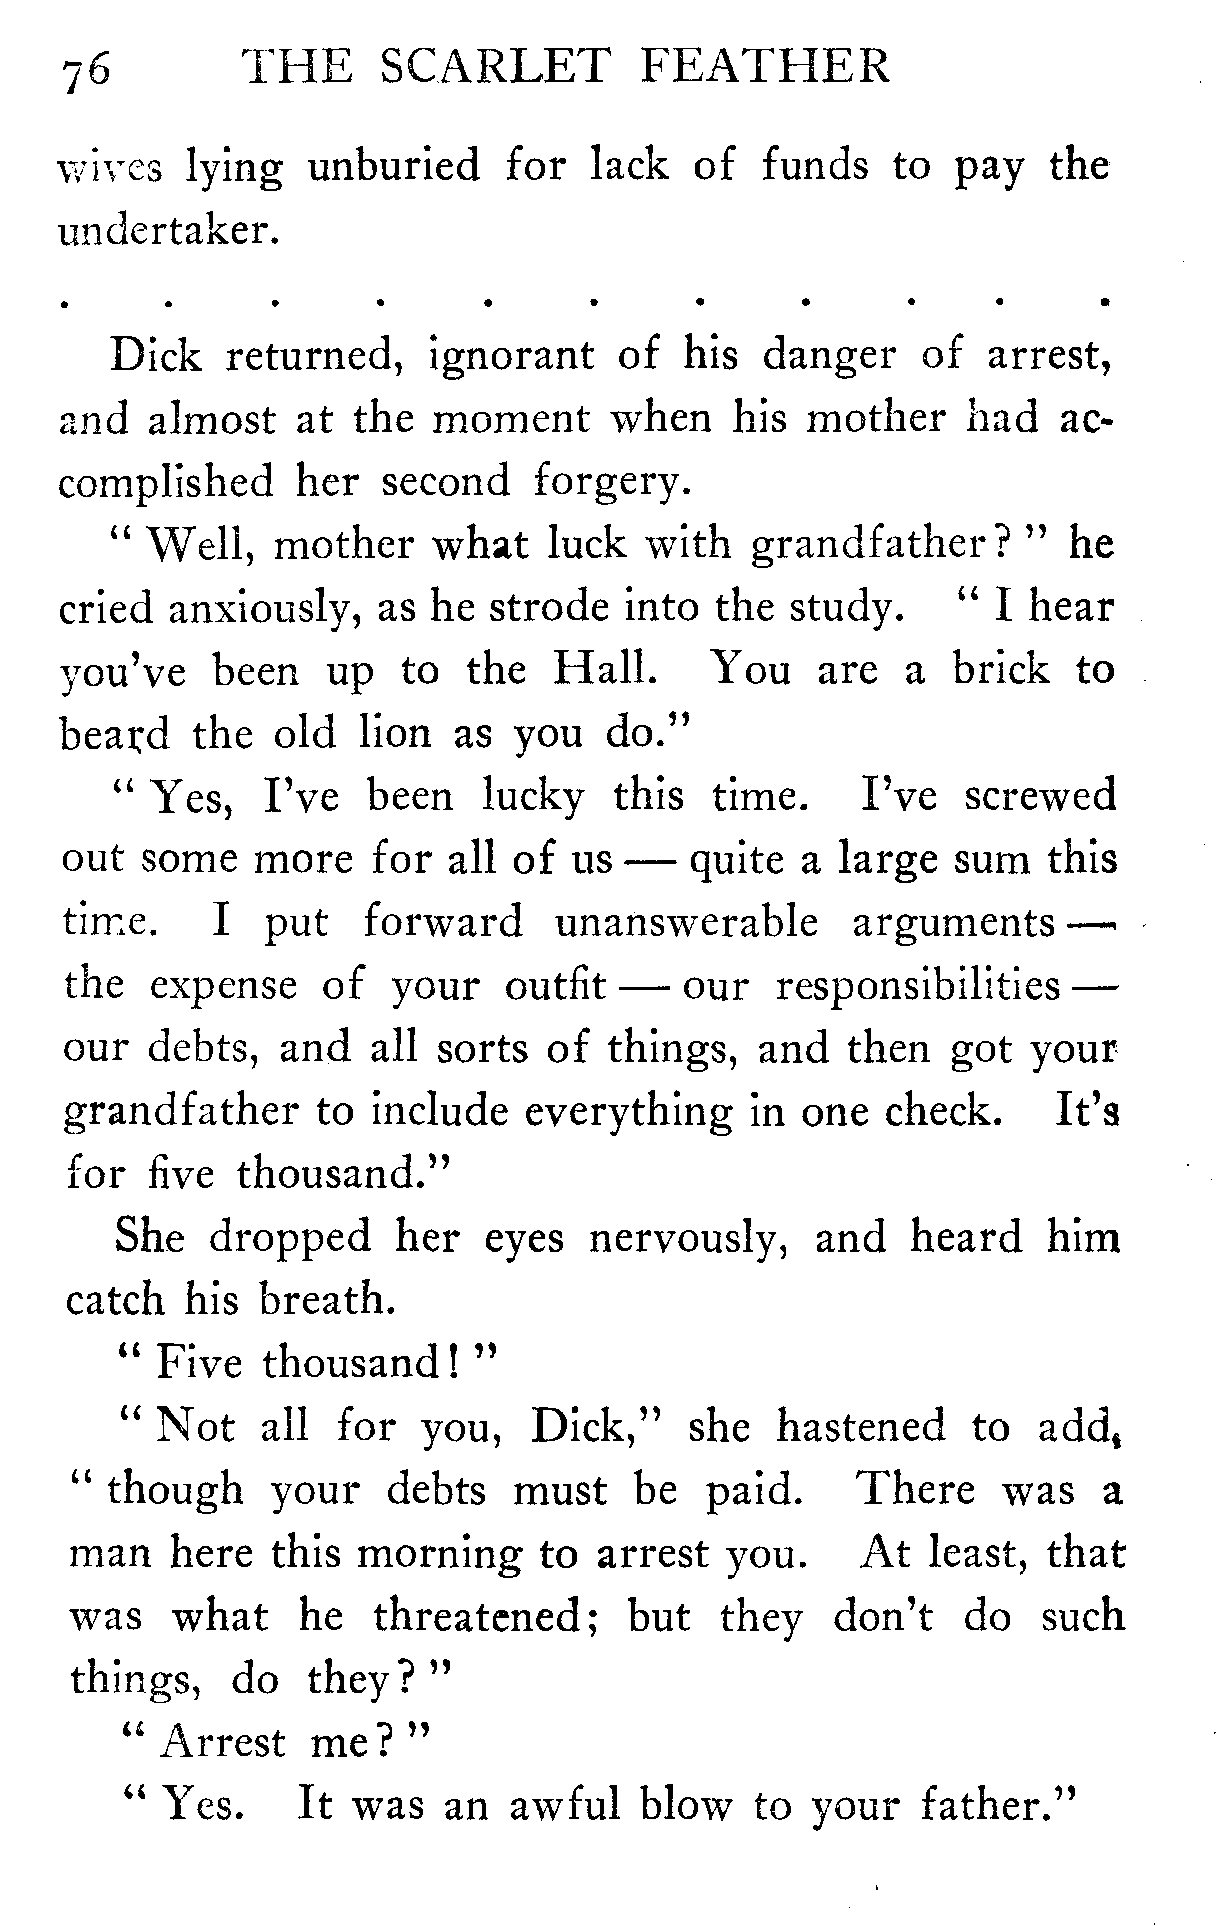 76 THE SCARLET FEATHER
wives lying unburied for lack of funds to pay the
undertaker.
. . . . . . . . . . .
Dick returned, ignorant of his danger of arrest,
and almost at the moment when his mother had ac-
complished her second forgery.
“ Well, mother what luck with grandfather? ” he
cried anxiously, as he strode into the study. “ I hear
you’ve been up to the Hall. You are a brick to
beard the old lion as you do.”
“ Yes, I’ve been lucky this time. I’ve screwed
out some more for all of us — quite a large sum this
time. I put forward unanswerable arguments —
the expense of your outfit — our responsibilities —
our debts, and all sorts of things, and then got your
grandfather to include everything in one check. It’s
for five thousand.”
She dropped her eyes nervously, and heard him
catch his breath.
“ Five thousand! ”
“ Not all for you, Dick,” she hastened to add,
“ though your debts must be paid. There was a
man here this morning to arrest you. At least, that
was what he threatened; but they don’t do such
things, do they? ”
“ Arrest me? ”
“ Yes. It was an awful blow to your father.”